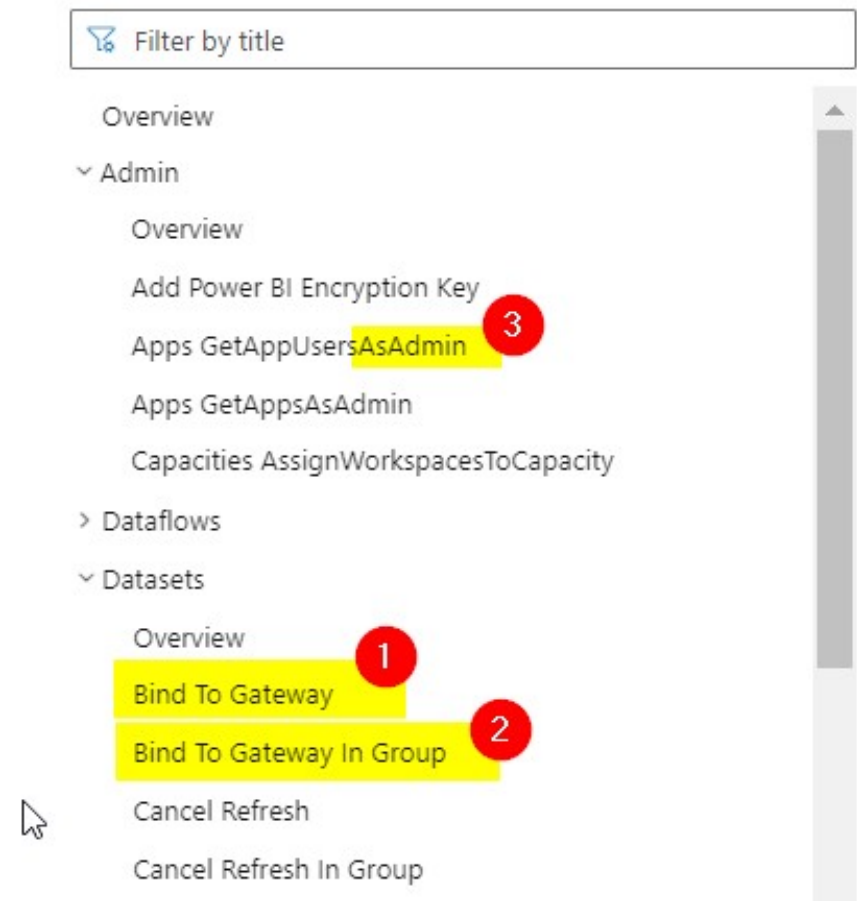 Filter by title
Overview
Admin
Overview
Add Power BI Encryption Key
3
Apps GetAppUsersAsAdmin
Apps GetAppsAsAdmin
Capacities AssignWorkspacesToCapacity
Dataflows
Datasets
Overview
1
Bind To Gateway
2
Bind To Gateway In Group
Cancel Refresh
Cancel Refresh In Group